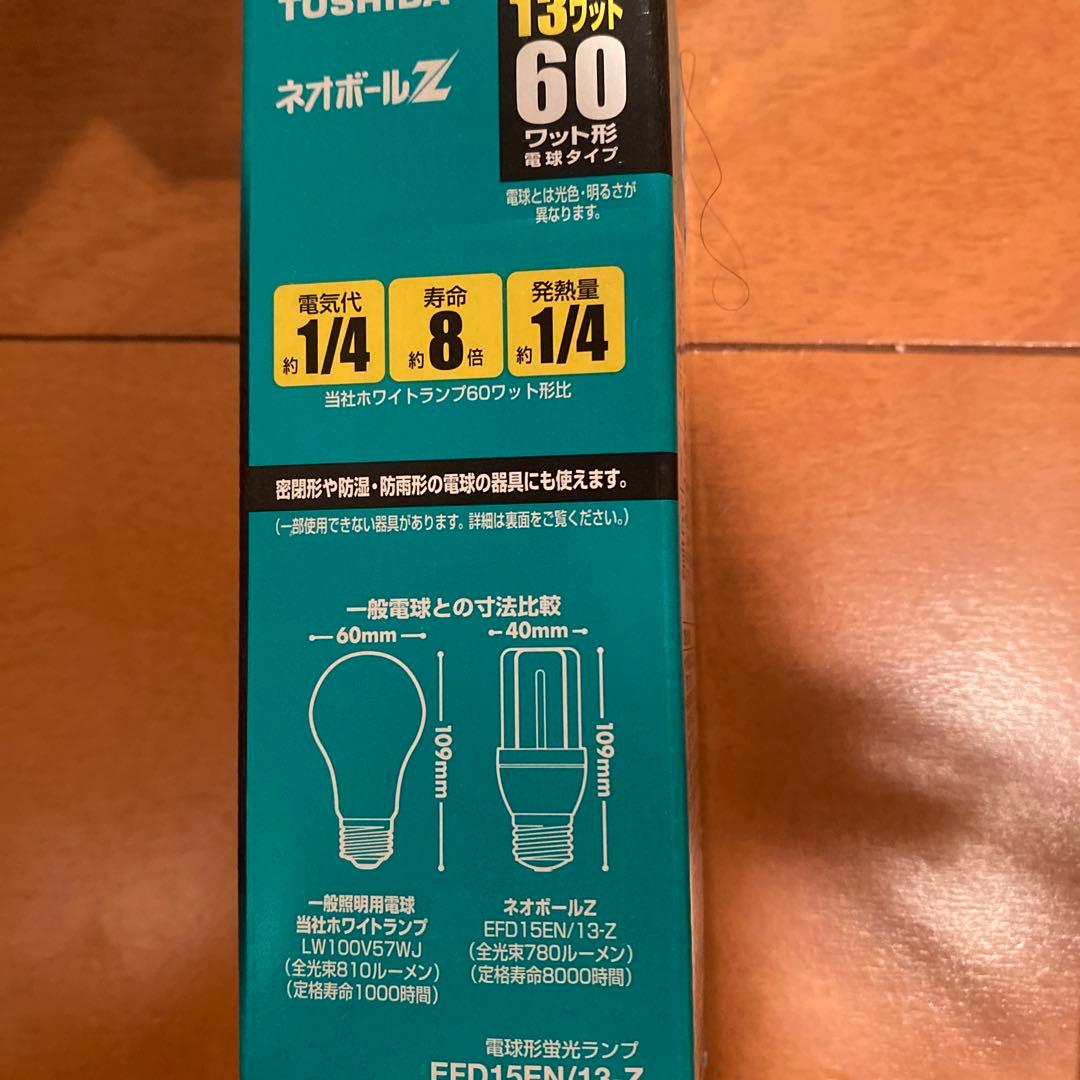 TOSHIBA
ネオボールZ
13ワット
60
ワット形
電球タイプ
電球とは光色・明るさが
異なります。
電気代
約1/4
寿命
約8倍
発熱量
約1/4
当社ホワイトランプ60ワット形比
密閉形や防湿・防雨形の電球の器具にも使えます。
(一部使用できない器具があります。詳細は裏面をご覧ください。)
一般電球との寸法比較
60mm
109mm
40mm
109mm
一般照明用電球
当社ホワイトランプ
LW100V57WJ
(全光束810ルーメン)
(定格寿命1000時間)
ネオボールZ
EFD15EN/13-Z
(全光束780ルーメン)
(定格寿命8000時間)
電球形蛍光ランプ
EFD15EN/13-Z